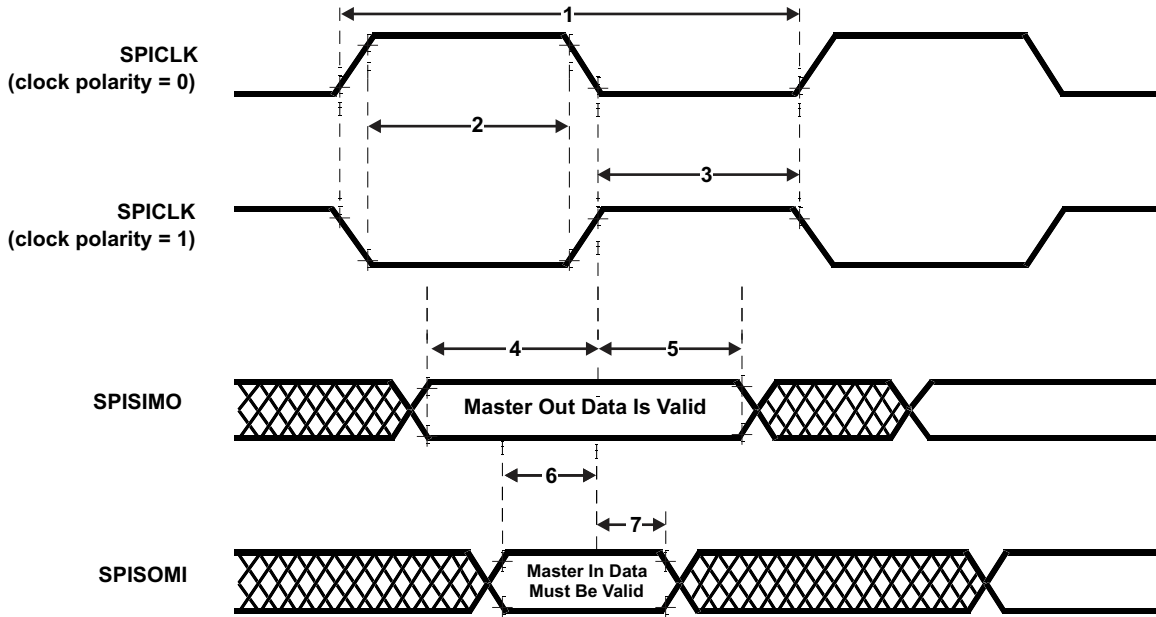 1
SPICLK
(clock polarity = 0)
2
3
SPICLK
(clock polarity = 1)
4
5
SPISIMO
Master Out Data Is Valid
6
7
SPISOMI
Master In Data
Must Be Valid